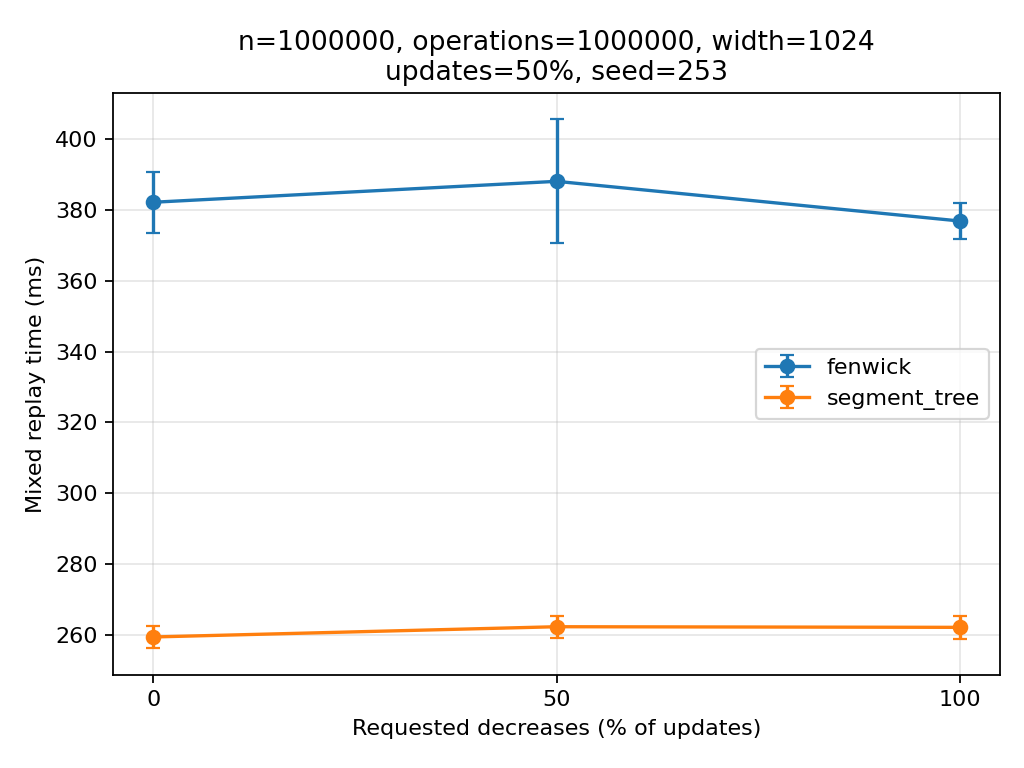 n=1000000, operations=1000000, width=1024
updates=50%, seed=253
Mixed replay time (ms)
400
380
360
340
320
300
280
260
fenwick
segment_tree
0
50
100
Requested decreases (% of updates)